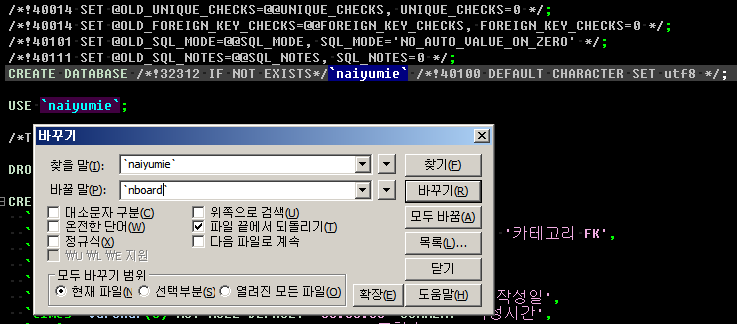 /*!40014 SET @OLD_UNIQUE_CHECKS=@@UNIQUE_CHECKS, UNIQUE_CHECKS=0 */;
/*!40014 SET @OLD_FOREIGN_KEY_CHECKS=@@FOREIGN_KEY_CHECKS, FOREIGN_KEY_CHECKS=0 */;
/*!40101 SET @OLD_SQL_MODE=@@SQL_MODE, SQL_MODE='NO_AUTO_VALUE_ON_ZERO' */;
/*!40111 SET @OLD_SQL_NOTES=@@SQL_NOTES, SQL_NOTES=0 */;
CREATE DATABASE /*!32312 IF NOT EXISTS*/`naiyumie` /*!40100 DEFAULT CHARACTER SET utf8 */;
USE `naiyumie`;
/*T
바꾸기
찾을 말(I): `naiyumie` 찾기(F)
DRO
바꿀 말(P): `nboard` 바꾸기(R)
CRE
대소문자 구분(C) 위쪽으로 검색(U) 모두 바꿈(A)
온전한 단어(W) 파일 끝에서 되돌리기(T)
정규식(X) 다음 파일로 계속 목록(L)... '카테고리 FK',
₩U ₩L ₩E 지원
닫기
모두 바꾸기 범위
현재 파일(N 선택부분(S) 열려진 모든 파일(O) 확장(E) 도움말(H) 작성일',